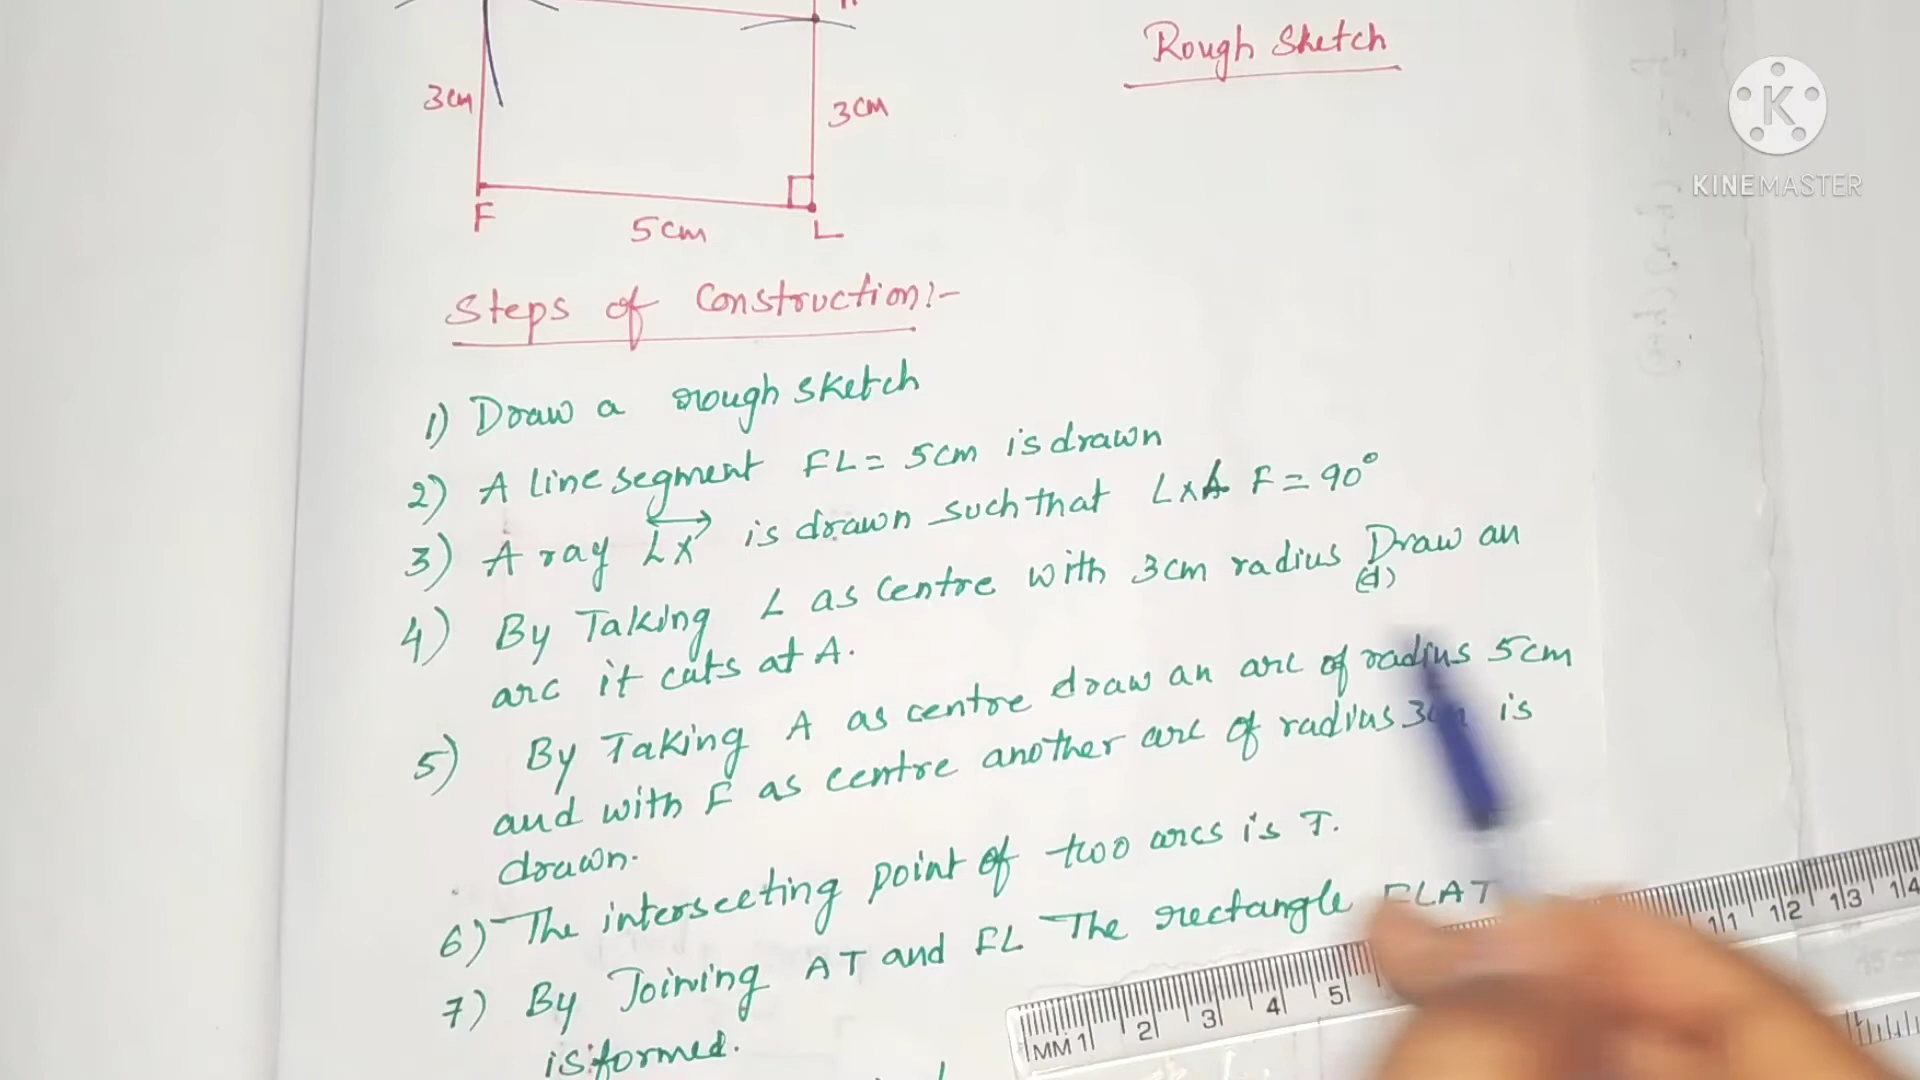 Rough Sketch
3cm
3cm
F
5cm
L
KINEMASTER
Steps of Construction:-
1) Draw a rough sketch
2) A line segment FL = 5cm is drawn
3) A ray LX is drawn such that LX F = 90°
4) By Taking L as centre with 3cm radius Draw an
(d)
arc it cuts at A.
5) By Taking A as centre draw an arc of radius 5cm
and with F as centre another arc of radius 3cm is
drawn.
6) The interseeting point of two arcs is T.
7) By Joining AT and FL The rectangle FLAT
is formed.
MM 1 2 3 4 5 11 12 13 14